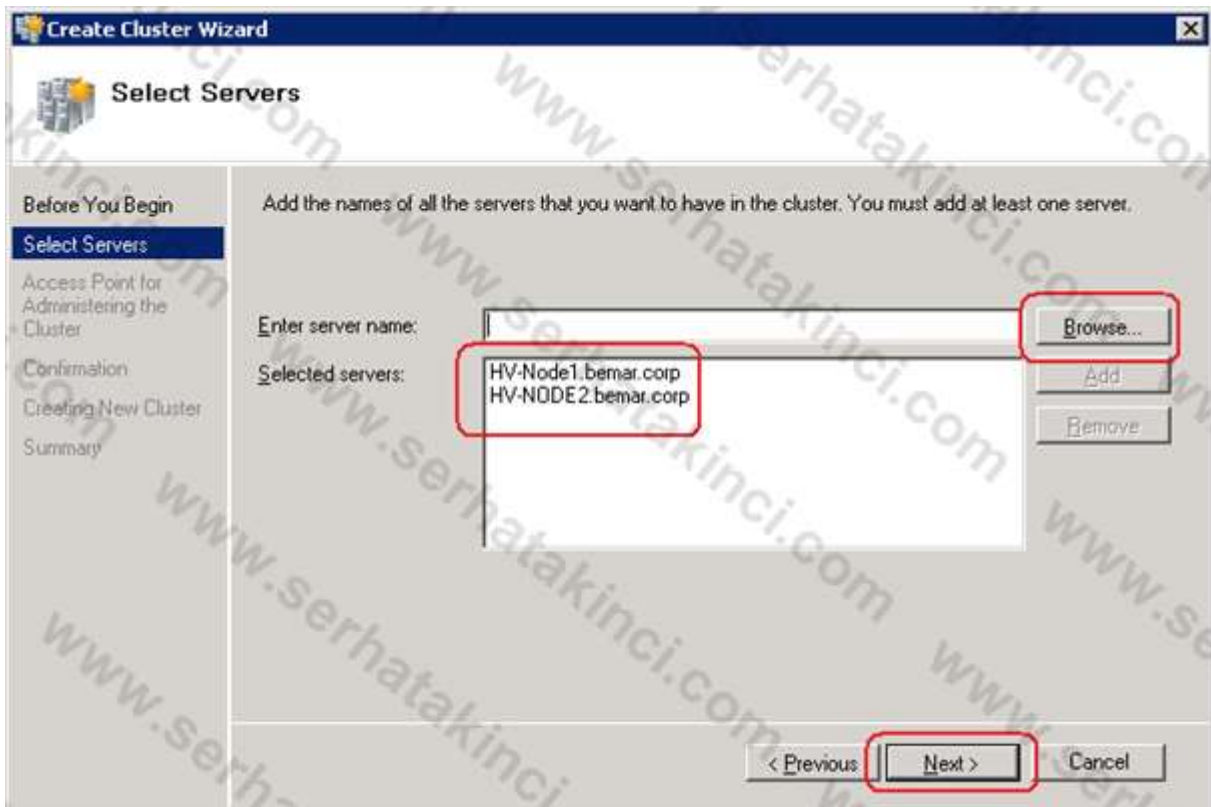 Create Cluster Wizard
Select Servers
Before You Begin
Select Servers
Access Point for
Administering the
Cluster
Confirmation
Creating New Cluster
Summary
Add the names of all the servers that you want to have in the cluster. You must add at least one server.
Enter server name:
Browse...
Selected servers:
HV-Node1.bemar.corp
HV-NODE2.bemar.corp
Add
Remove
< Previous
Next >
Cancel
www.serhatakinci.com